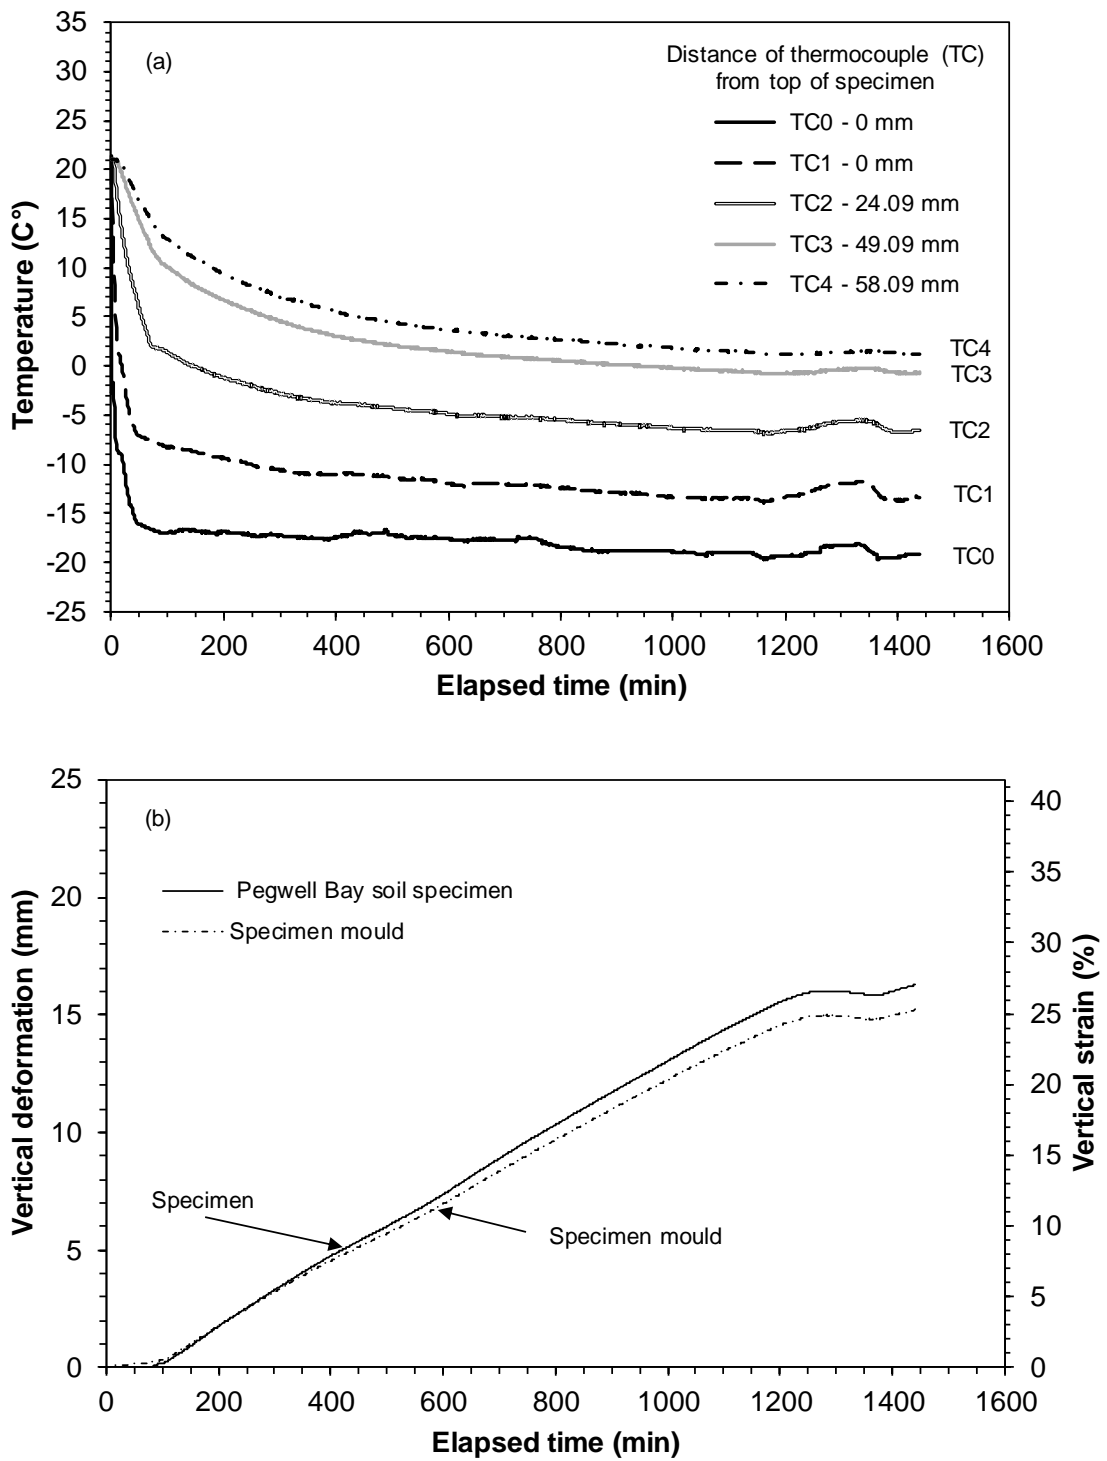 35
30
25
20
15
10
5
0
-5
-10
-15
-20
-25
Temperature (C°)
(a)
Distance of thermocouple (TC)
from top of specimen
TC0 - 0 mm
TC1 - 0 mm
TC2 - 24.09 mm
TC3 - 49.09 mm
TC4 - 58.09 mm
TC4
TC3
TC2
TC1
TC0
0 200 400 600 800 1000 1200 1400 1600
Elapsed time (min)
25
20
15
10
5
0
Vertical deformation (mm)
(b)
Pegwell Bay soil specimen
Specimen mould
Specimen
Specimen mould
40
35
30
25
20
15
10
5
0
Vertical strain (%)
0 200 400 600 800 1000 1200 1400 1600
Elapsed time (min)